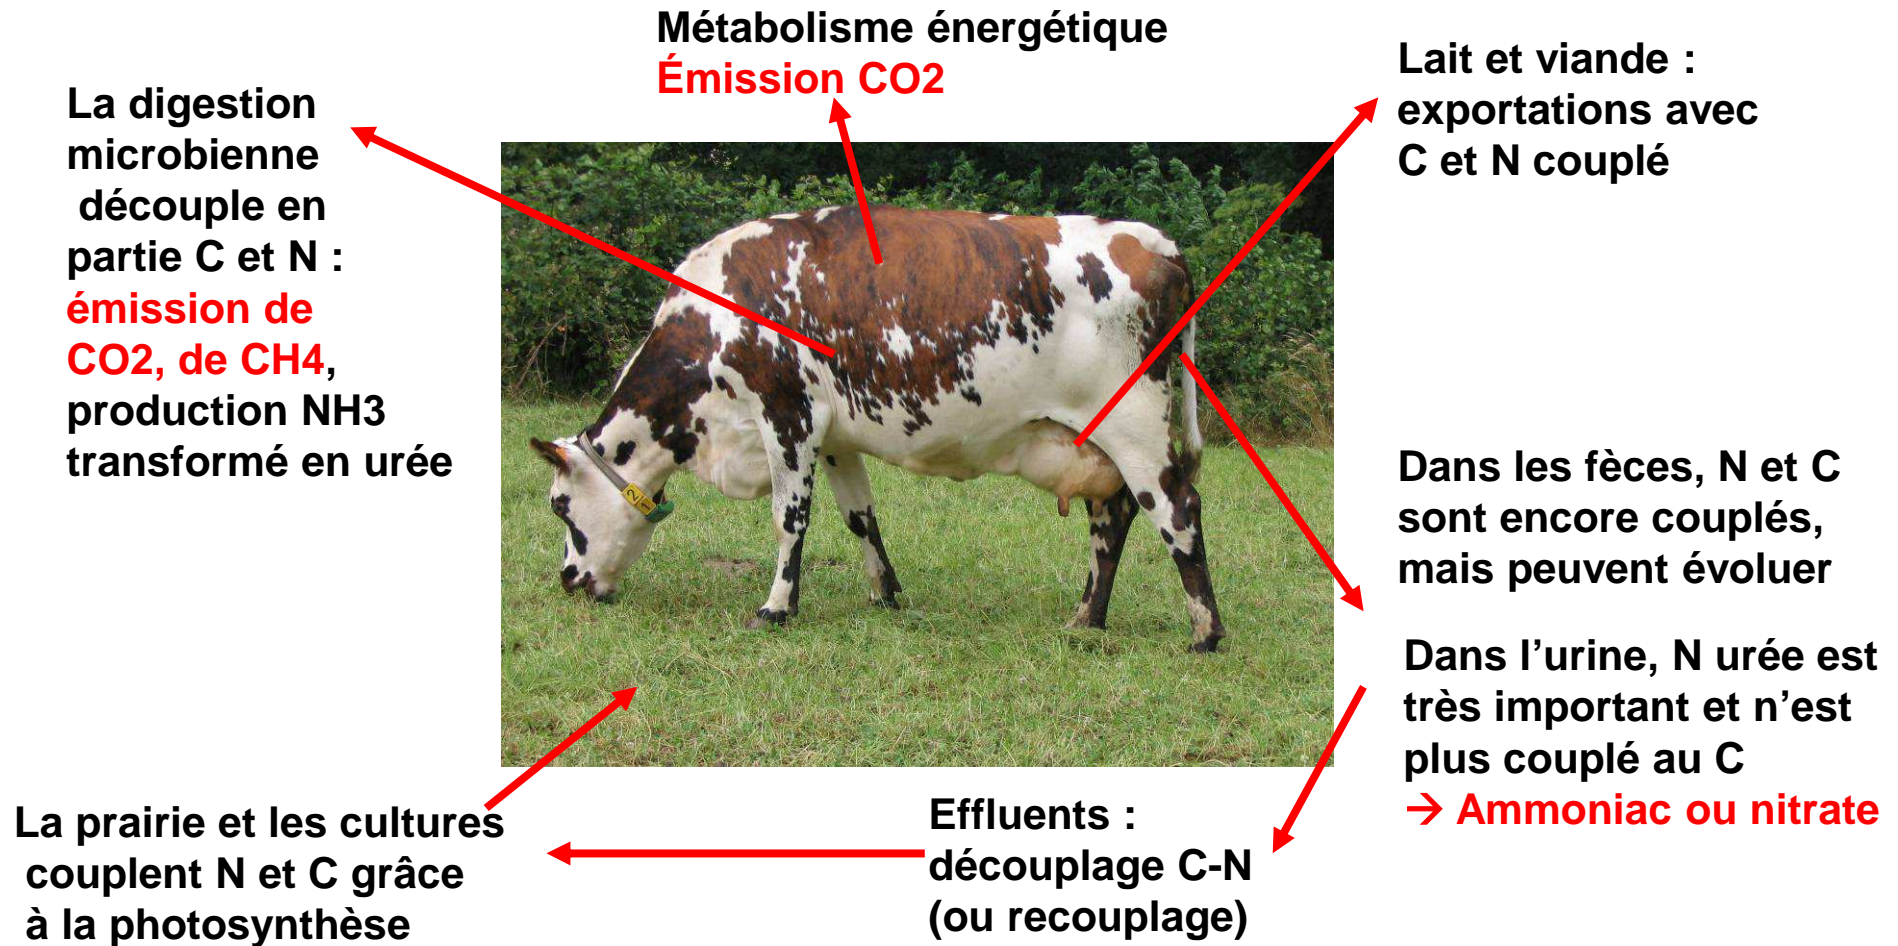 Métabolisme énergétique
Émission CO2
La digestion
microbienne
découple en
partie C et N :
émission de
CO2, de CH4,
production NH3
transformé en urée
Lait et viande :
exportations avec
C et N couplé
Dans les fèces, N et C
sont encore couplés,
mais peuvent évoluer
Dans l’urine, N urée est
très important et n’est
plus couplé au C
→ Ammoniac ou nitrate
Effluents :
découplage C-N
(ou recouplage)
La prairie et les cultures
couplent N et C grâce
à la photosynthèse
21